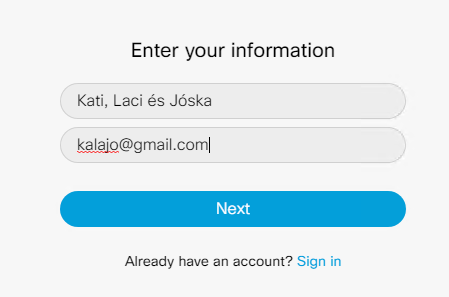 Enter your information
Kati, Laci és Jóska
kalajo@gmail.com
Next
Already have an account? Sign in